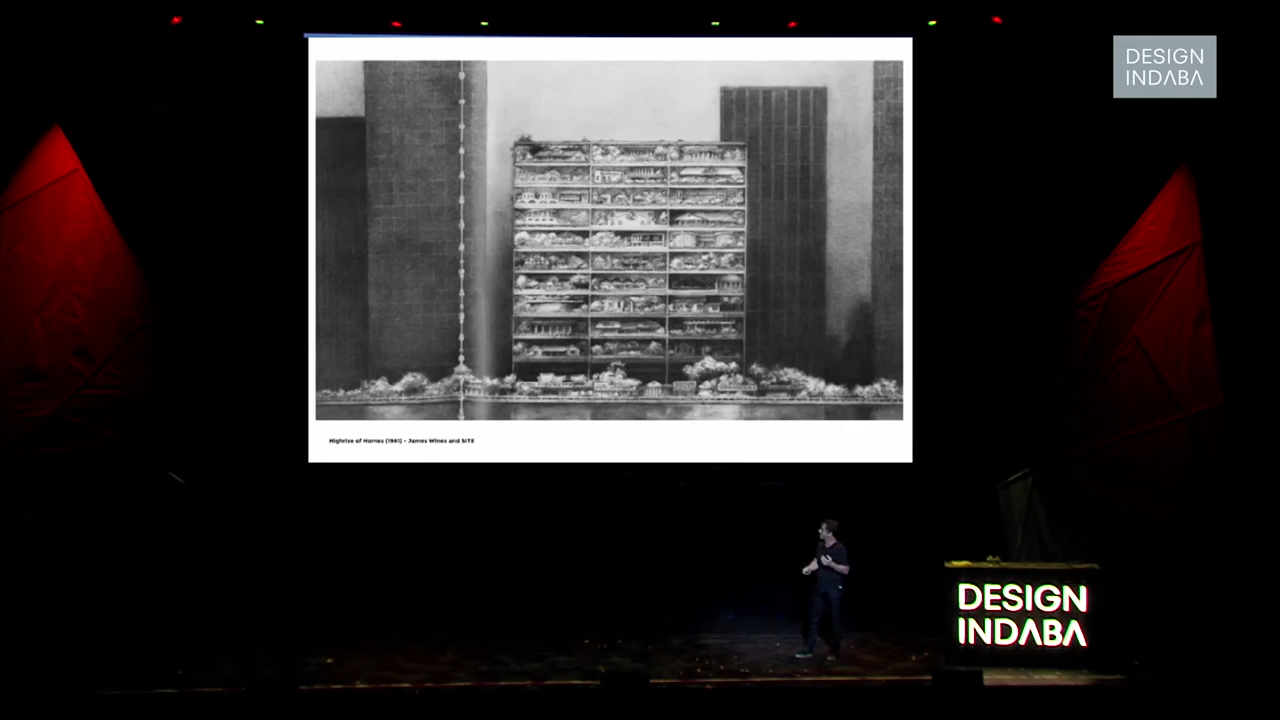 DESIGN
INDABA
Highrise of Homes (1981) - James Wines and SITE
DESIGN
INDABA